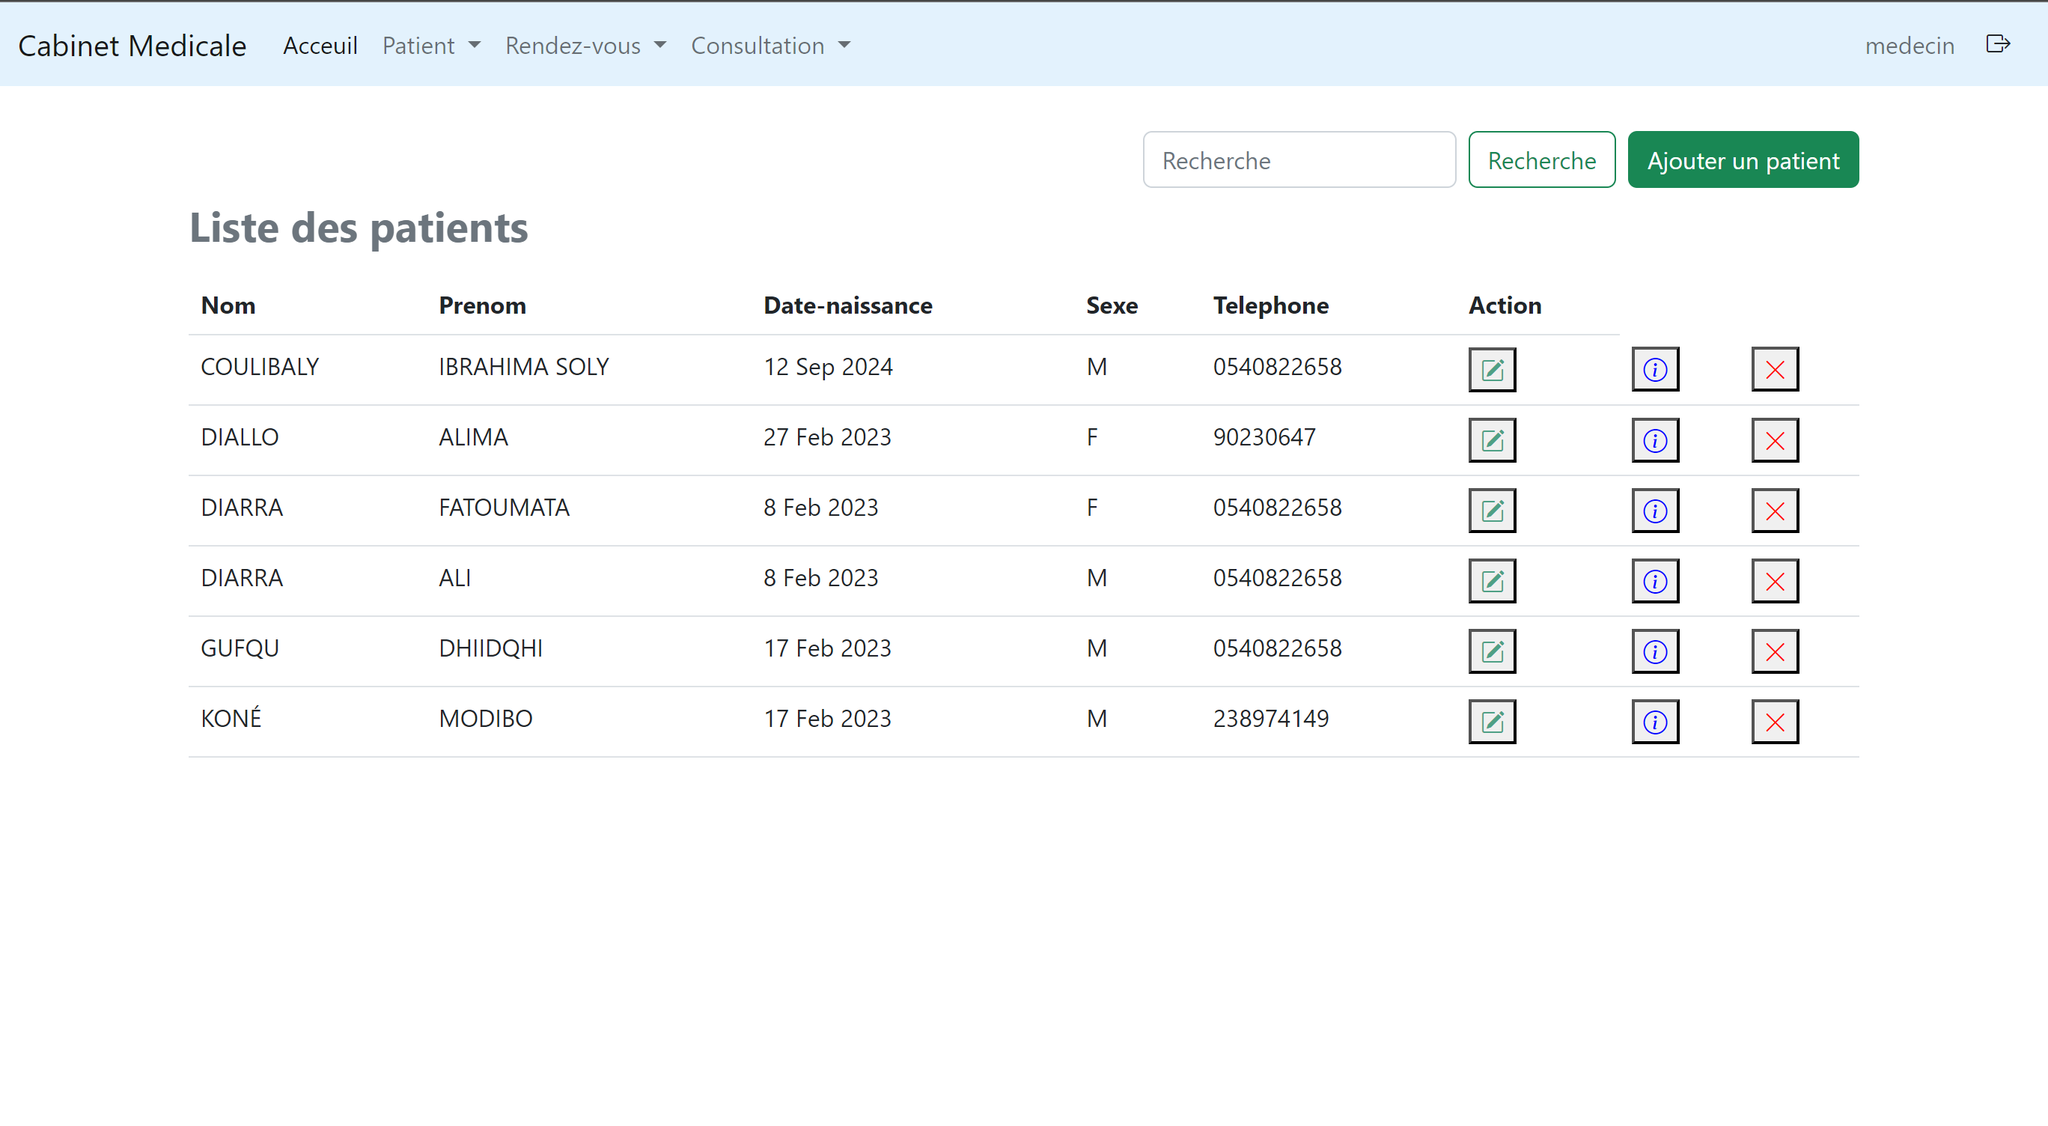 Cabinet Medicale Acceuil Patient Rendez-vous Consultation medecin
Recherche Recherche Ajouter un patient
Liste des patients
Nom Prenom Date-naissance Sexe Telephone Action
COULIBALY IBRAHIMA SOLY 12 Sep 2024 M 0540822658
DIALLO ALIMA 27 Feb 2023 F 90230647
DIARRA FATOUMATA 8 Feb 2023 F 0540822658
DIARRA ALI 8 Feb 2023 M 0540822658
GUFQU DHIIDQHI 17 Feb 2023 M 0540822658
KONÉ MODIBO 17 Feb 2023 M 238974149